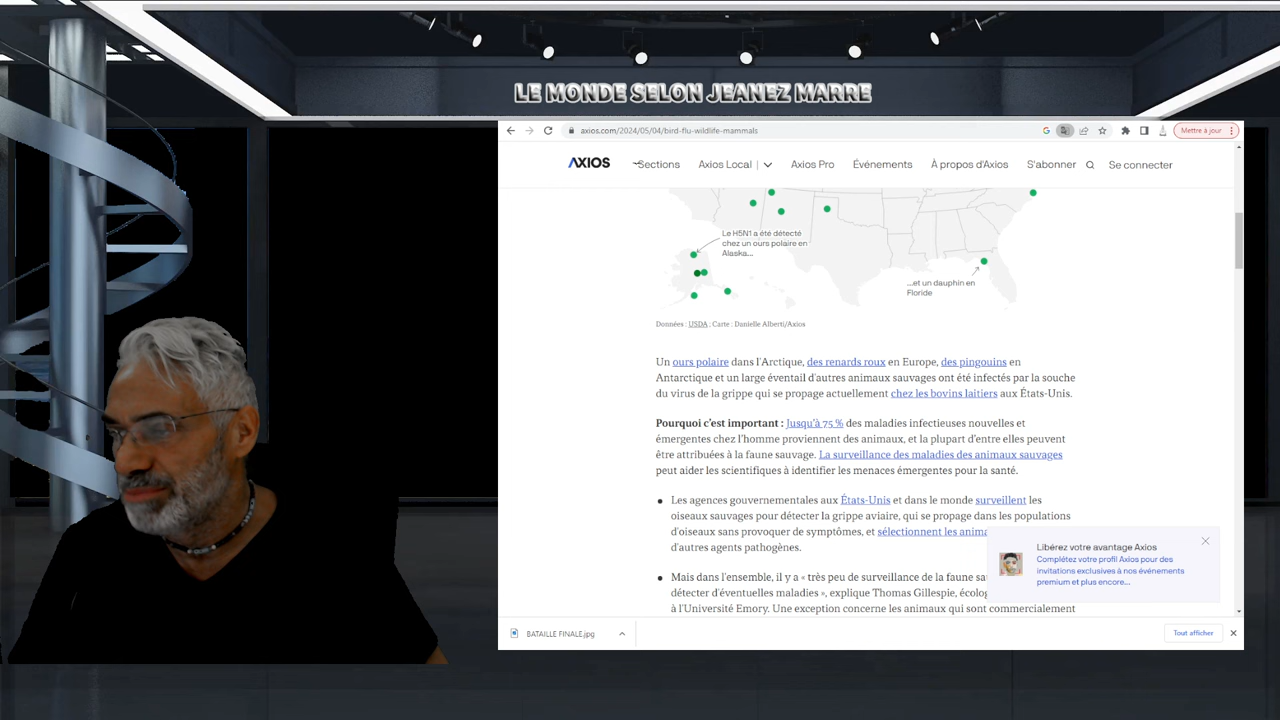 LE MONDE SELON JEANEZ MARRE
axios.com/2024/05/04/bird-flu-wildlife-mammals
Mettre à jour
AXIOS
Sections
Axios Local
Axios Pro
Événements
À propos d'Axios
S'abonner
Se connecter
Le H5N1 a été détecté
chez un ours polaire en
Alaska...
...et un dauphin en
Floride
Données : USDA ; Carte : Danielle Alberti/Axios
Un ours polaire dans l'Arctique, des renards roux en Europe, des pingouins en
Antarctique et un large éventail d'autres animaux sauvages ont été infectés par la souche
du virus de la grippe qui se propage actuellement chez les bovins laitiers aux États-Unis.
Pourquoi c'est important : Jusqu'à 75 % des maladies infectieuses nouvelles et
émergentes chez l'homme proviennent des animaux, et la plupart d'entre elles peuvent
être attribuées à la faune sauvage. La surveillance des maladies des animaux sauvages
peut aider les scientifiques à identifier les menaces émergentes pour la santé.
Les agences gouvernementales aux États-Unis et dans le monde surveillent les
oiseaux sauvages pour détecter la grippe aviaire, qui se propage dans les populations
d'oiseaux sans provoquer de symptômes, et sélectionnent les anima
d'autres agents pathogènes.
Mais dans l'ensemble, il y a « très peu de surveillance de la faune sau
détecter d'éventuelles maladies », explique Thomas Gillespie, écolog
à l'Université Emory. Une exception concerne les animaux qui sont commercialement
Libérez votre avantage Axios
Complétez votre profil Axios pour des
invitations exclusives à nos événements
premium et plus encore...
BATAILLE FINALE.jpg
Tout afficher